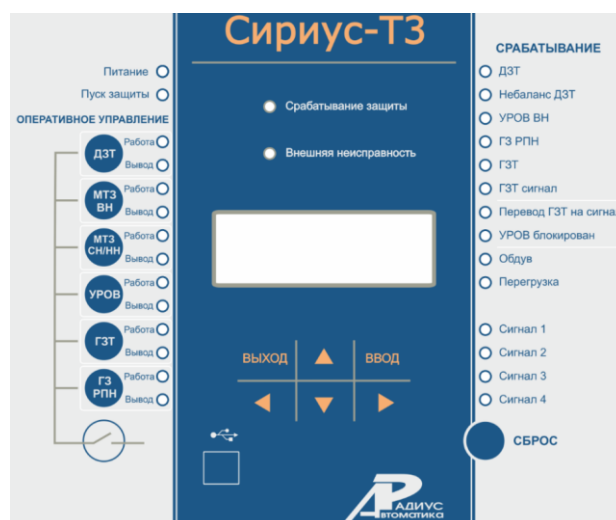 Сириус-Т3
Питание
Пуск защиты
ОПЕРАТИВНОЕ УПРАВЛЕНИЕ
ДЗТ
Работа
Вывод
МТЗ
ВН
Работа
Вывод
МТЗ
СН/НН
Работа
Вывод
УРОВ
Работа
Вывод
ГЗТ
Работа
Вывод
ГЗ
РПН
Работа
Вывод
Срабатывание защиты
Внешняя неисправность
ВЫХОД
ВВОД
РАДИУС
Автоматика
СРАБАТЫВАНИЕ
ДЗТ
Небаланс ДЗТ
УРОВ ВН
ГЗ РПН
ГЗТ
ГЗТ сигнал
Перевод ГЗТ на сигна
УРОВ блокирован
Обдув
Перегрузка
Сигнал 1
Сигнал 2
Сигнал 3
Сигнал 4
СБРОС